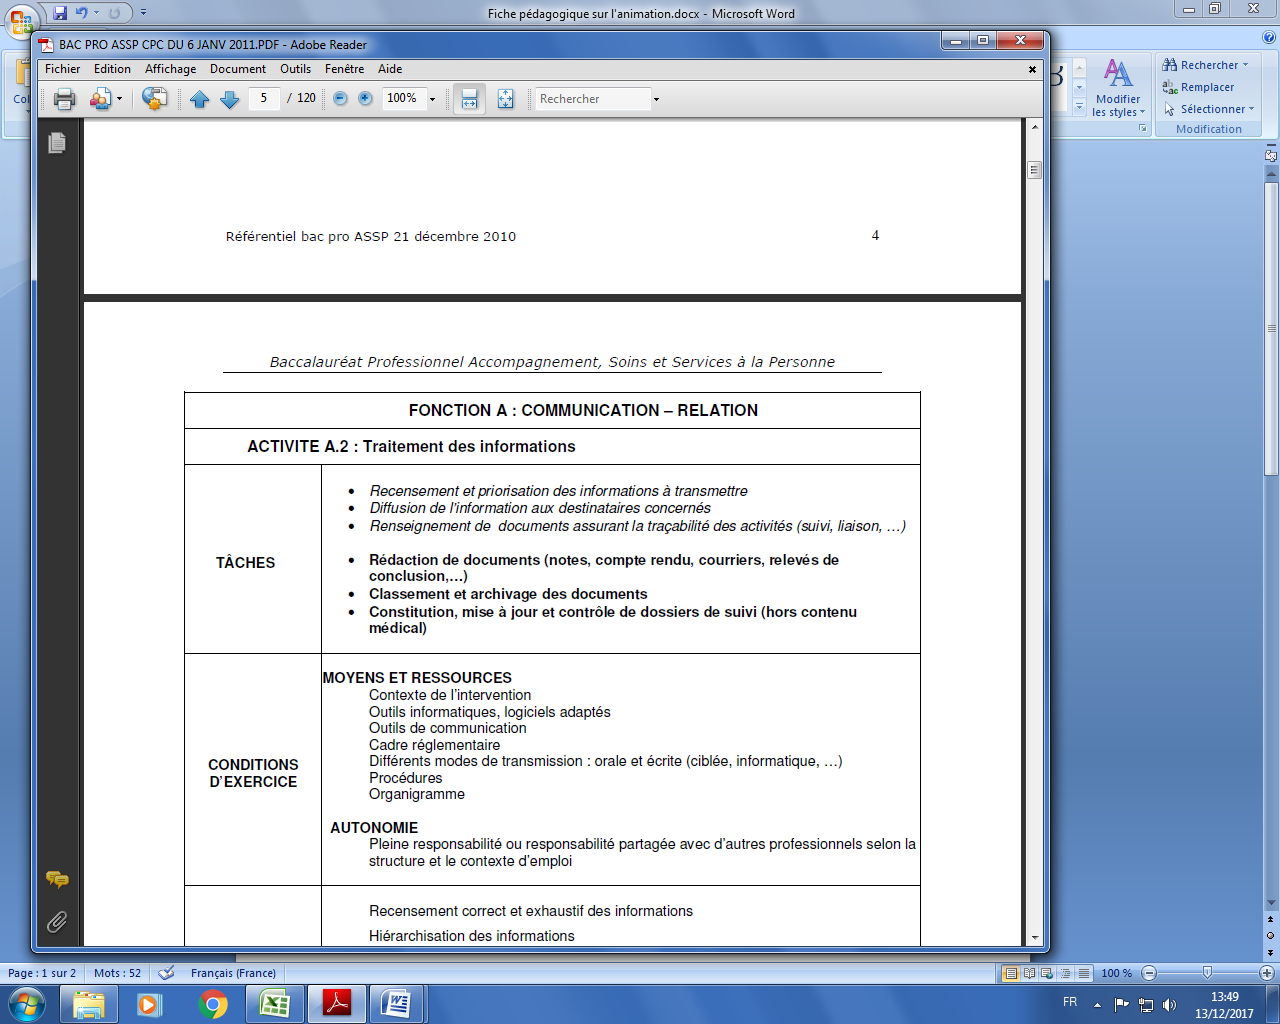 Fiche pédagogique sur l'animation.docx - Microsoft Word
BAC PRO ASSP CPC DU 6 JANV 2011.PDF - Adobe Reader
Fichier Edition Affichage Document Outils Fenêtre Aide
5 / 120 100% Rechercher
Modifier
les styles
Rechercher
Remplacer
Sélectionner
Modification
Référentiel bac pro ASSP 21 décembre 2010 4
Baccalauréat Professionnel Accompagnement, Soins et Services à la Personne
FONCTION A : COMMUNICATION – RELATION
ACTIVITE A.2 : Traitement des informations
TÂCHES
• Recensement et priorisation des informations à transmettre
• Diffusion de l'information aux destinataires concernés
• Renseignement de documents assurant la traçabilité des activités (suivi, liaison, …)
• Rédaction de documents (notes, compte rendu, courriers, relevés de
conclusion,…)
• Classement et archivage des documents
• Constitution, mise à jour et contrôle de dossiers de suivi (hors contenu
médical)
CONDITIONS
D'EXERCICE
MOYENS ET RESSOURCES
Contexte de l'intervention
Outils informatiques, logiciels adaptés
Outils de communication
Cadre réglementaire
Différents modes de transmission : orale et écrite (ciblée, informatique, …)
Procédures
Organigramme
AUTONOMIE
Pleine responsabilité ou responsabilité partagée avec d'autres professionnels selon la
structure et le contexte d'emploi
Recensement correct et exhaustif des informations
Hiérarchisation des informations
Page : 1 sur 2 Mots : 52 Français (France) 100 %
FR 13:49
13/12/2017